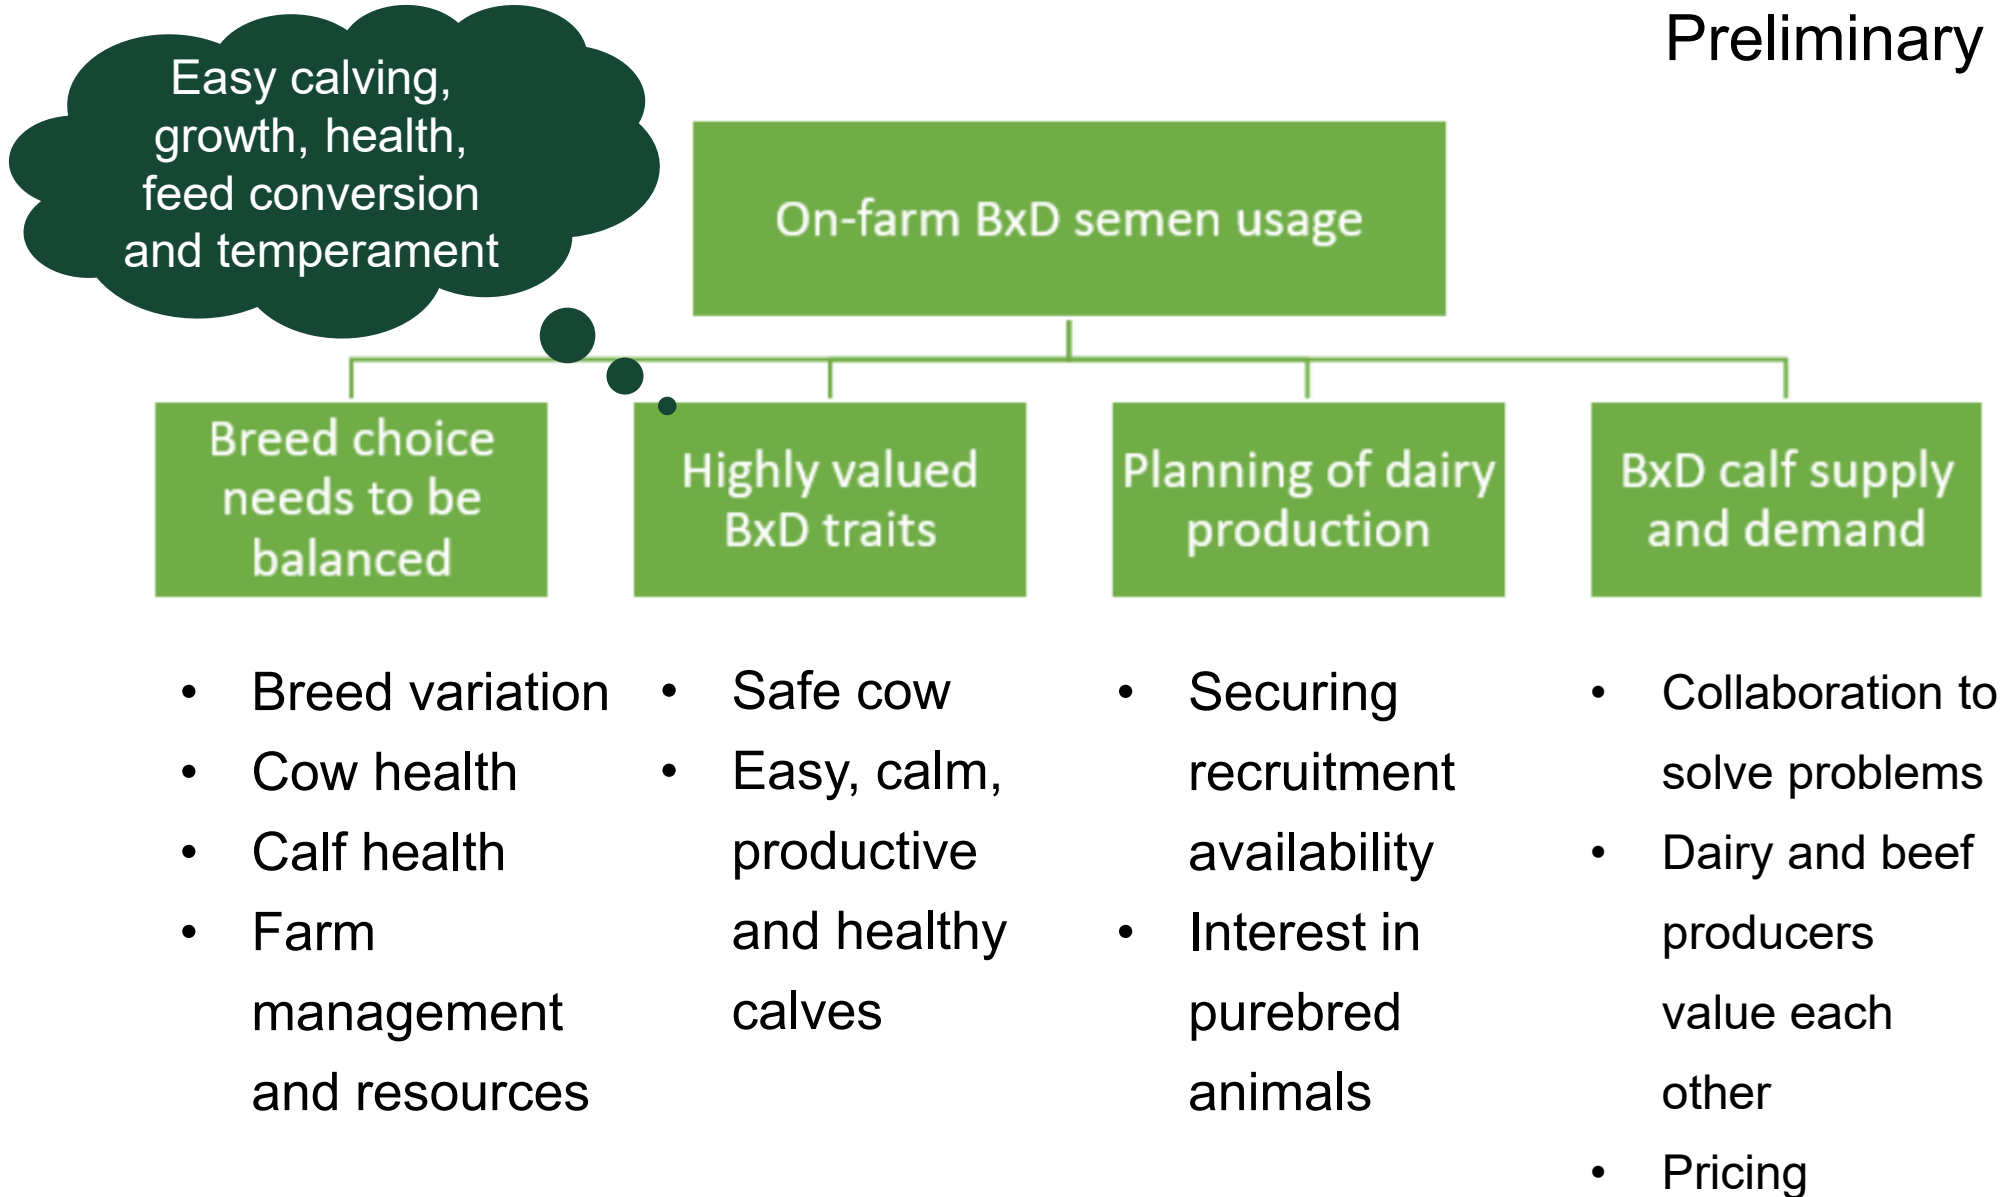 Preliminary
Easy calving,
growth, health,
feed conversion
and temperament
On-farm BxD semen usage
Breed choice
needs to be
balanced
Highly valued
BxD traits
Planning of dairy
production
BxD calf supply
and demand
• Breed variation
• Cow health
• Calf health
• Farm
management
and resources
• Safe cow
• Easy, calm,
productive
and healthy
calves
• Securing
recruitment
availability
• Interest in
purebred
animals
• Collaboration to
solve problems
• Dairy and beef
producers
value each
other
• Pricing